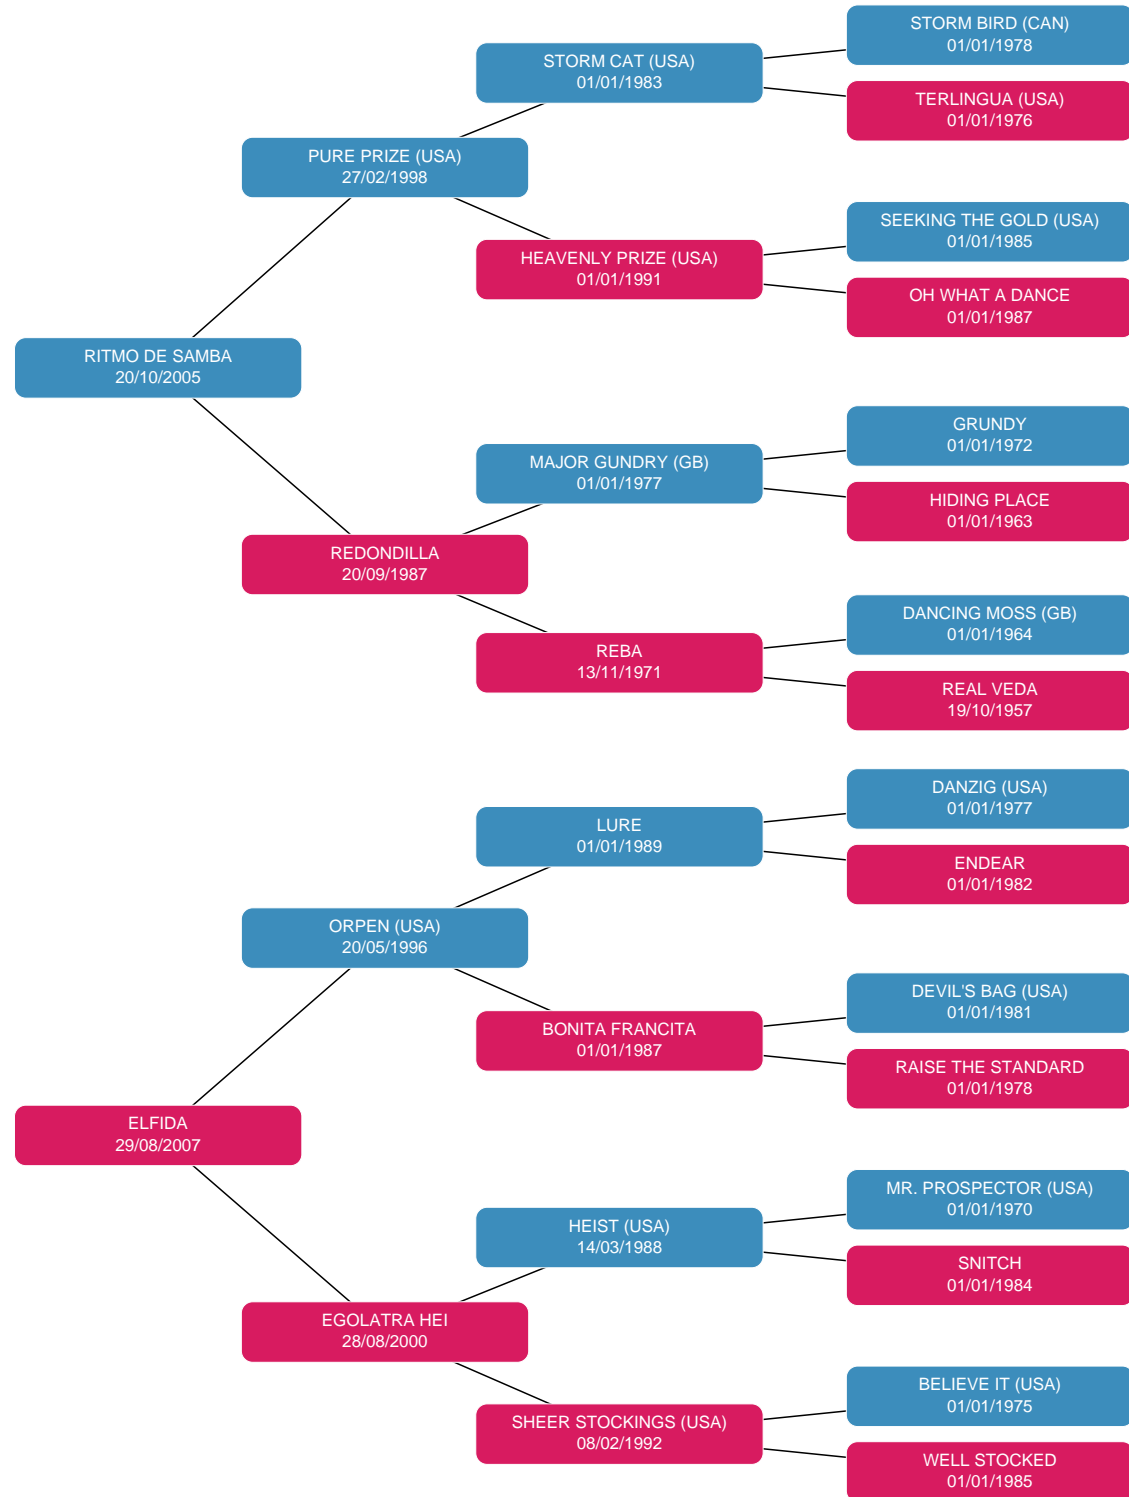 STORM BIRD (CAN)
01/01/1978
STORM CAT (USA)
01/01/1983
TERLINGUA (USA)
01/01/1976
PURE PRIZE (USA)
27/02/1998
SEEKING THE GOLD (USA)
01/01/1985
HEAVENLY PRIZE (USA)
01/01/1991
OH WHAT A DANCE
01/01/1987
RITMO DE SAMBA
20/10/2005
GRUNDY
01/01/1972
MAJOR GUNDRY (GB)
01/01/1977
HIDING PLACE
01/01/1963
REDONDILLA
20/09/1987
DANCING MOSS (GB)
01/01/1964
REBA
13/11/1971
REAL VEDA
19/10/1957
DANZIG (USA)
01/01/1977
LURE
01/01/1989
ENDEAR
01/01/1982
ORPEN (USA)
20/05/1996
DEVIL'S BAG (USA)
01/01/1981
BONITA FRANCITA
01/01/1987
RAISE THE STANDARD
01/01/1978
ELFIDA
29/08/2007
MR. PROSPECTOR (USA)
01/01/1970
HEIST (USA)
14/03/1988
SNITCH
01/01/1984
EGOLATRA HEI
28/08/2000
BELIEVE IT (USA)
01/01/1975
SHEER STOCKINGS (USA)
08/02/1992
WELL STOCKED
01/01/1985